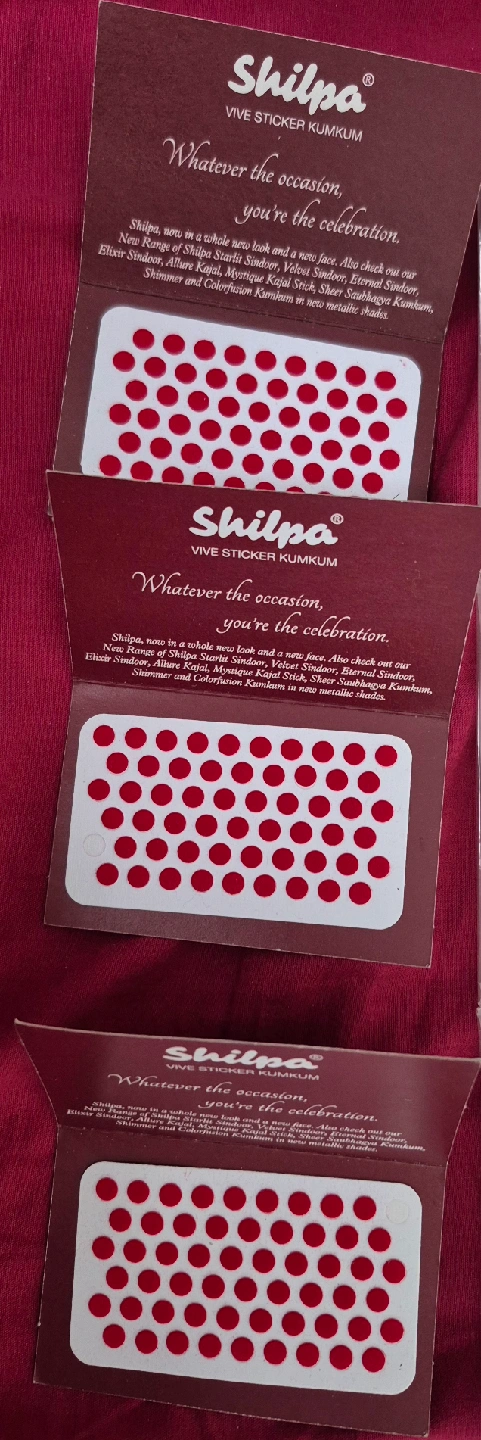 Shilpa®
VIVE STICKER KUMKUM
Whatever the occasion,
you're the celebration.
Shilpa, now in a whole new look and a new face. Also check out our
New Range of Shilpa Starlit Sindoor, Velvet Sindoor, Eternal Sindoor,
Elixir Sindoor, Allure Kajal, Mystique Kajal Stick, Sheer Saubhagya Kumkum,
Shimmer and Colorfusion Kumkum in new metallic shades.
Shilpa®
VIVE STICKER KUMKUM
Whatever the occasion,
you're the celebration.
Shilpa, now in a whole new look and a new face. Also check out our
New Range of Shilpa Starlit Sindoor, Velvet Sindoor, Eternal Sindoor,
Elixir Sindoor, Allure Kajal, Mystique Kajal Stick, Sheer Saubhagya Kumkum,
Shimmer and Colorfusion Kumkum in new metallic shades.
Shilpa®
VIVE STICKER KUMKUM
Whatever the occasion,
you're the celebration.
Shilpa, now in a whole new look and a new face. Also check out our
New Range of Shilpa Starlit Sindoor, Velvet Sindoor, Eternal Sindoor,
Elixir Sindoor, Allure Kajal, Mystique Kajal Stick, Sheer Saubhagya Kumkum,
Shimmer and Colorfusion Kumkum in new metallic shades.